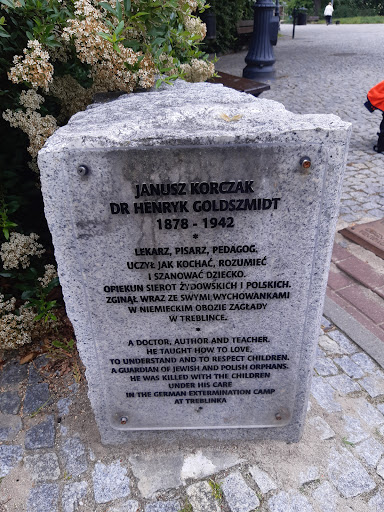 JANUSZ KORCZAK
DR HENRYK GOLDSZMIDT
1878 - 1942
*
LEKARZ, PISARZ, PEDAGOG.
UCZYŁ JAK KOCHAĆ, ROZUMIEĆ
I SZANOWAĆ DZIECKO.
OPIEKUN SIEROT ŻYDOWSKICH I POLSKICH.
ZGINĄŁ WRAZ ZE SWYMI WYCHOWANKAMI
W NIEMIECKIM OBOZIE ZAGŁADY
W TREBLINCE.
*
A DOCTOR, AUTHOR AND TEACHER.
HE TAUGHT HOW TO LOVE,
TO UNDERSTAND AND TO RESPECT CHILDREN.
A GUARDIAN OF JEWISH AND POLISH ORPHANS.
HE WAS KILLED WITH THE CHILDREN
UNDER HIS CARE
IN THE GERMAN EXTERMINATION CAMP
AT TREBLINKA
*